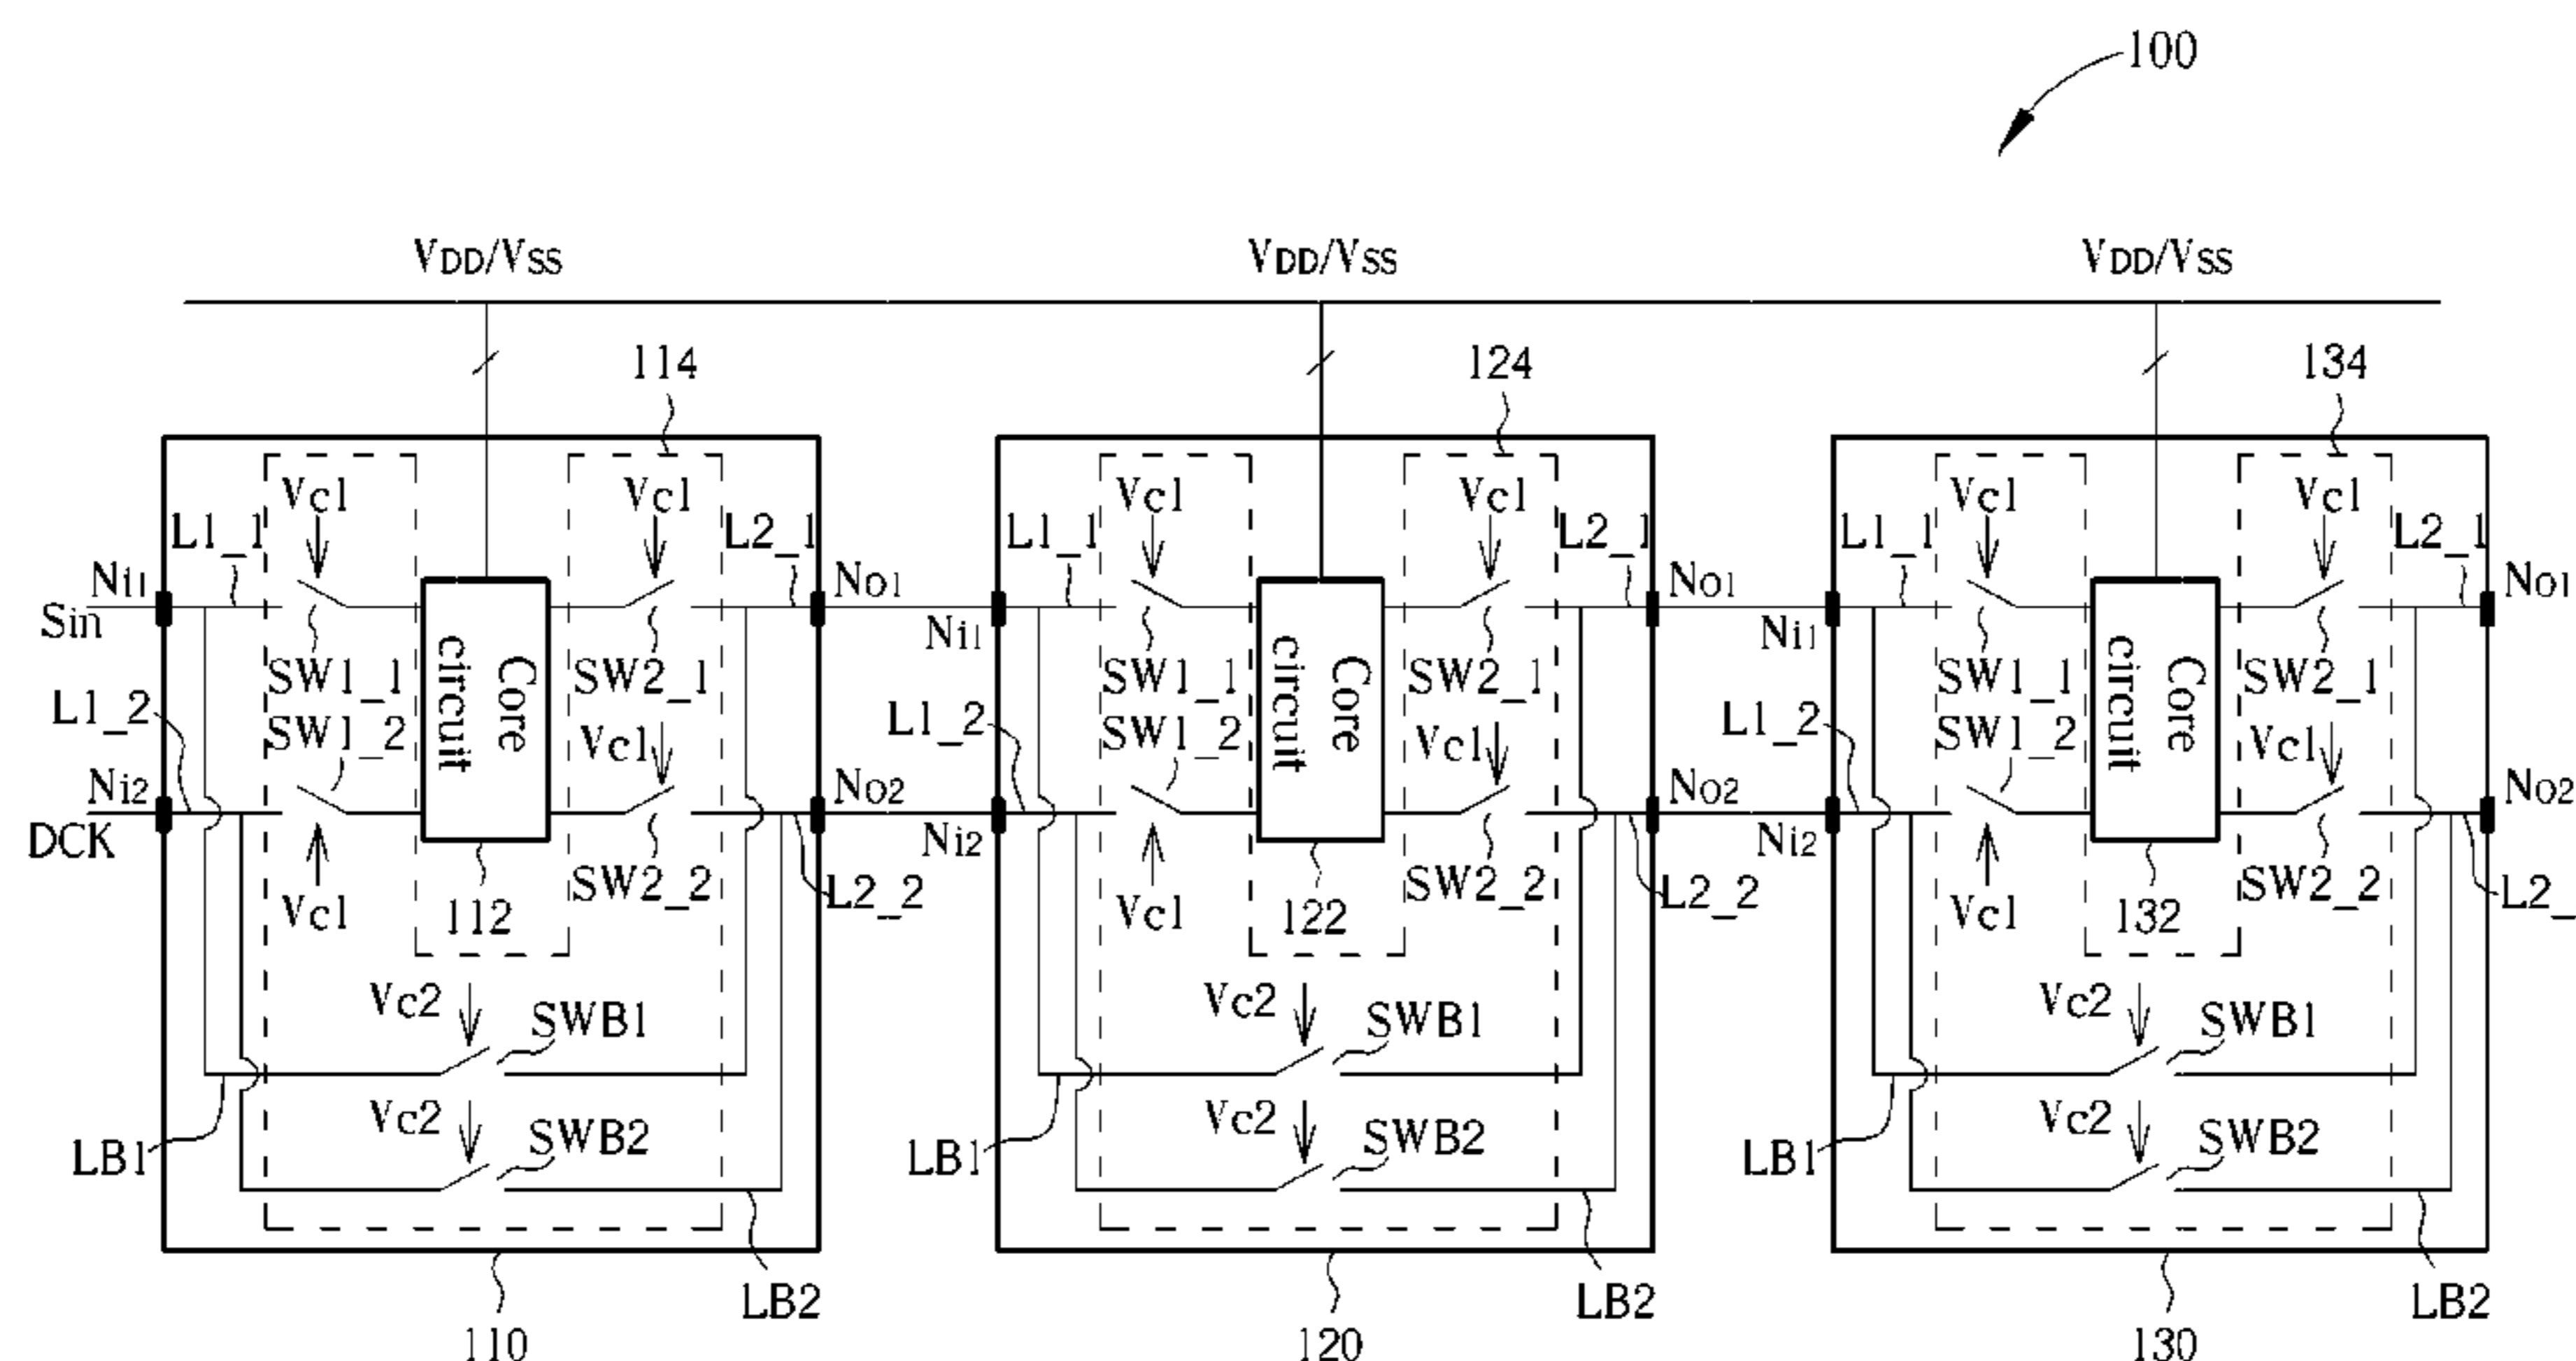 100
VDD/VSS VDD/VSS VDD/VSS
114 124 134
Vc1 Vc1 Vc1 Vc1 Vc1 Vc1
L1_1 L2_1 L1_1 L2_1 L1_1 L2_1
Ni1 No1 No1 No1
Sin Ni1 Ni1
SW1_1 SW2_1 SW1_1 SW2_1 SW1_1 SW2_1
Core circuit Core circuit Core circuit
L1_2 SW1_2 Vc1 L1_2 SW1_2 Vc1 L1_2 SW1_2 Vc1
Ni2 No2 No2 No2
DCK Ni2 Ni2
Vc1 112 SW2_2 L2_2 Vc1 122 SW2_2 L2_2 Vc1 132 SW2_2 L2_
Vc2 SWB1 Vc2 SWB1 Vc2 SWB1
Vc2 SWB2 Vc2 SWB2 Vc2 SWB2
LB1 LB1 LB1
LB2 LB2 LB2
110 120 130